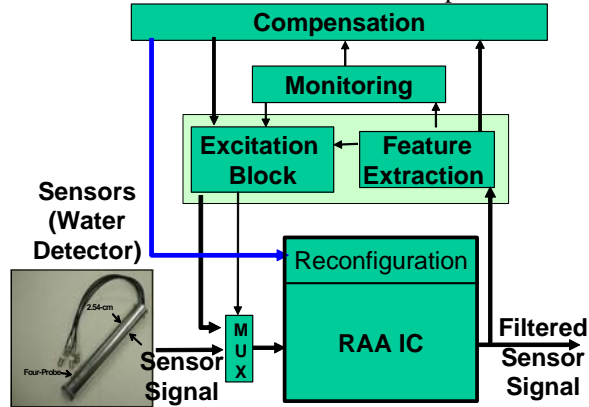 Compensation
Monitoring
Excitation
Block
Feature
Extraction
Sensors
(Water
Detector)
Reconfiguration
2.54-cm
Four-Probe
Sensor
Signal
M
U
X
RAA IC
Filtered
Sensor
Signal